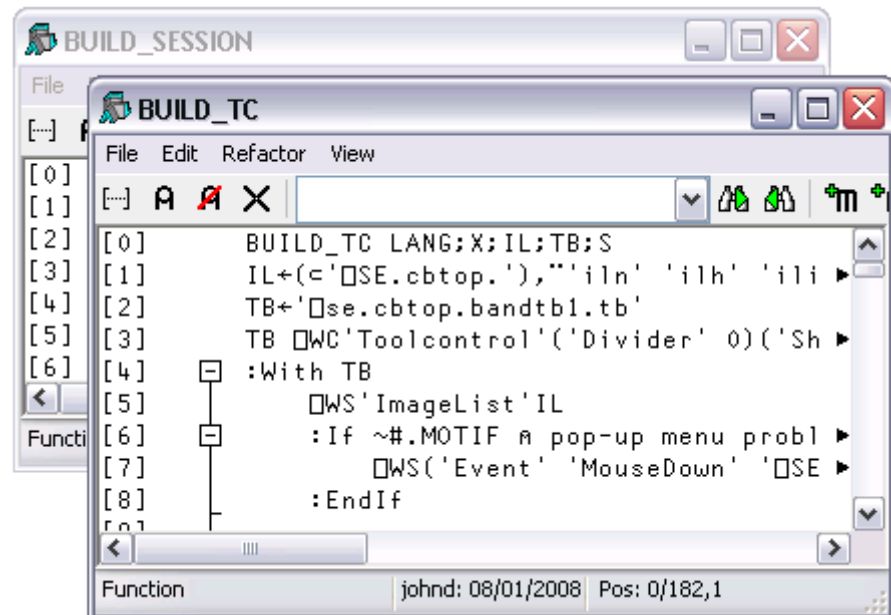 BUILD_SESSION
File
[0]
[1]
[2]
[3]
[4]
[5]
[6]
Functi
BUILD_TC
File Edit Refactor View
[0] BUILD_TC LANG;X;IL;TB;S
[1] IL←(⊂'⎕SE.cbtop.'),¨'iln' 'ilh' 'ili
[2] TB←'⎕se.cbtop.bandtb1.tb'
[3] TB ⎕WC'Toolcontrol'('Divider' 0)('Sh
[4] :With TB
[5] ⎕WS'ImageList'IL
[6] :If ~#.MOTIF ⍝ pop-up menu probl
[7] ⎕WS('Event' 'MouseDown' '⎕SE
[8] :EndIf
Function johnd: 08/01/2008 Pos: 0/182,1